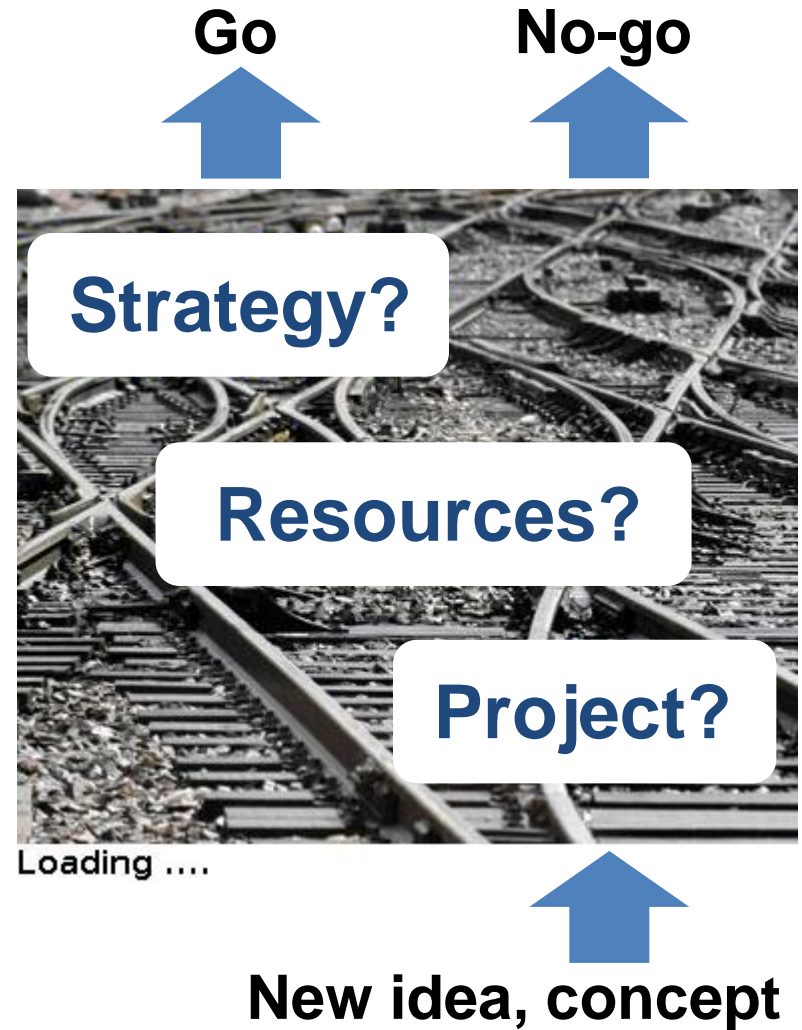 Go No-go
Strategy?
Resources?
Project?
Loading ....
New idea, concept